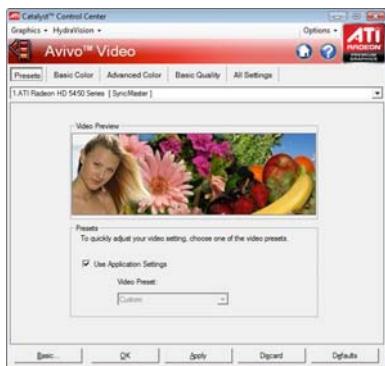 Catalyst™ Control Center
Graphics HydraVision Options
ATI
RADEON
PREMIUM
GRAPHICS
Avivo™ Video
Presets Basic Color Advanced Color Basic Quality All Settings
1.ATI Radeon HD 5450 Series [ SyncMaster ]
Video Preview
Presets
To quickly adjust your video setting, choose one of the video presets.
Use Application Settings
Video Preset:
Custom
Basic... OK Apply Discard Defaults